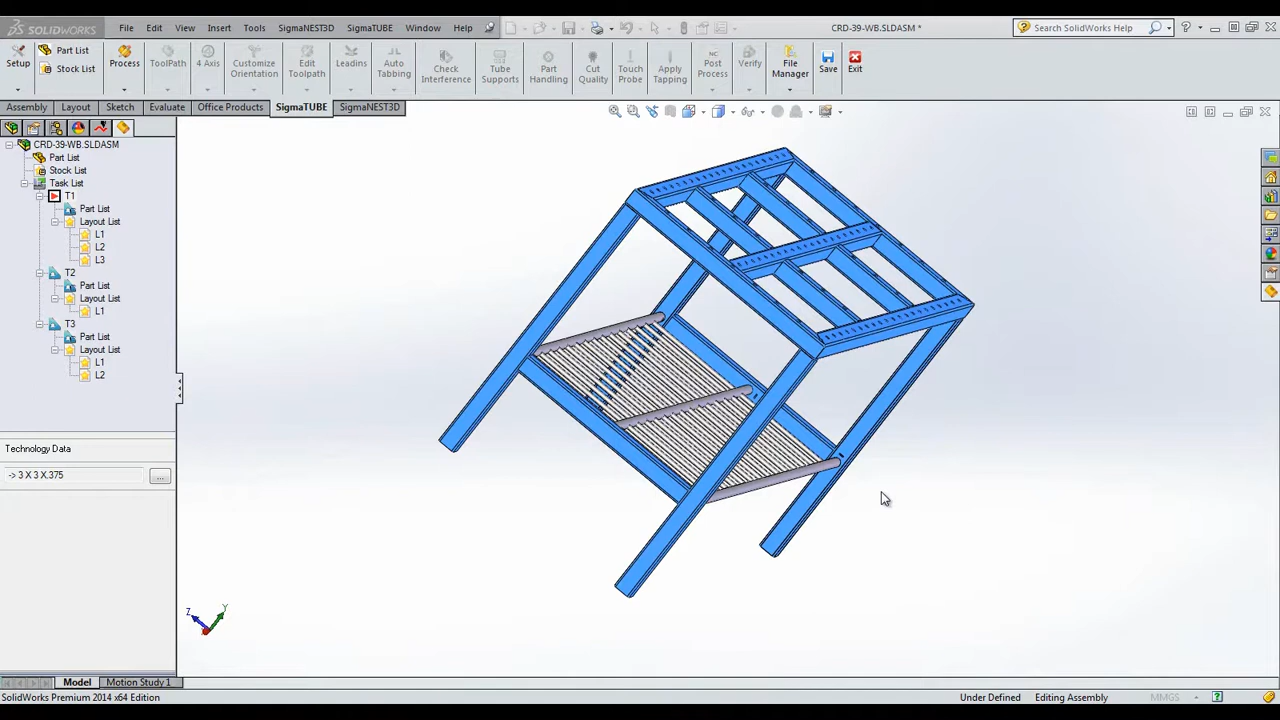 SOLIDWORKS File Edit View Insert Tools SigmaNEST3D SigmaTUBE Window Help CRD-39-WB.SLDASM * Search SolidWorks Help
Setup Part List Stock List Process ToolPath 4 Axis Customize Orientation Edit Toolpath Leadins Auto Tabbing Check Interference Tube Supports Part Handling Cut Quality Touch Probe Apply Tapping NC Post Process Verify File Manager Save Exit
Assembly Layout Sketch Evaluate Office Products SigmaTUBE SigmaNEST3D
CRD-39-WB.SLDASM
Part List
Stock List
Task List
T1
Part List
Layout List
L1
L2
L3
T2
Part List
Layout List
L1
T3
Part List
Layout List
L1
L2
Technology Data
-> 3 X 3 X.375 ...
Y
Z
Model Motion Study 1
SolidWorks Premium 2014 x64 Edition Under Defined Editing Assembly MMGS